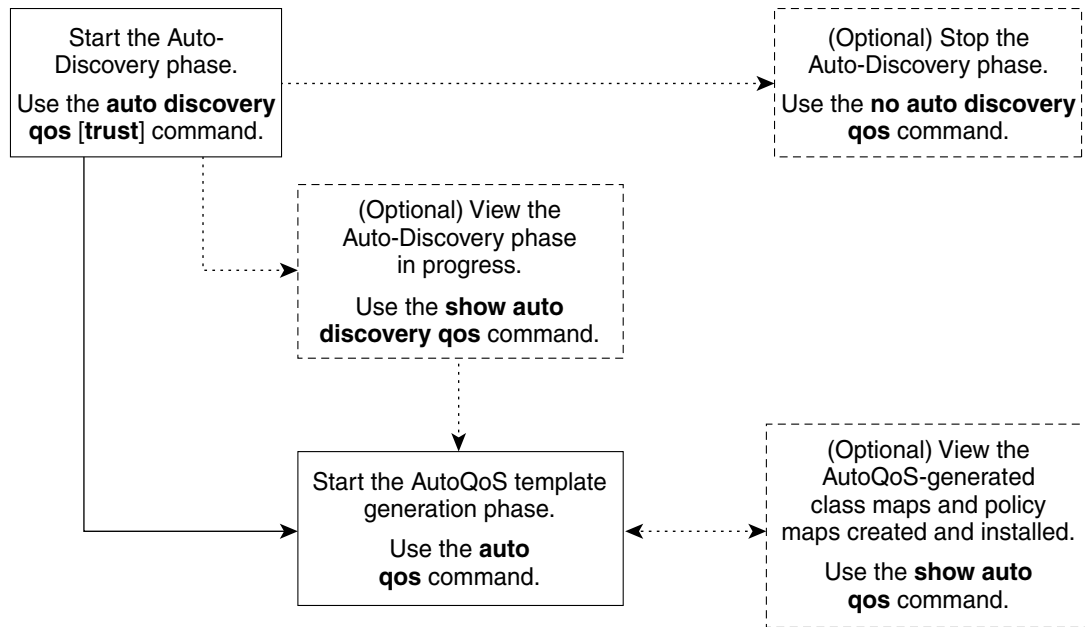 Start the Auto-
Discovery phase.
Use the auto discovery
qos [trust] command.
(Optional) Stop the
Auto-Discovery phase.
Use the no auto discovery
qos command.
(Optional) View the
Auto-Discovery phase
in progress.
Use the show auto
discovery qos command.
Start the AutoQoS template
generation phase.
Use the auto
qos command.
(Optional) View the
AutoQoS-generated
class maps and policy
maps created and installed.
Use the show auto
qos command.